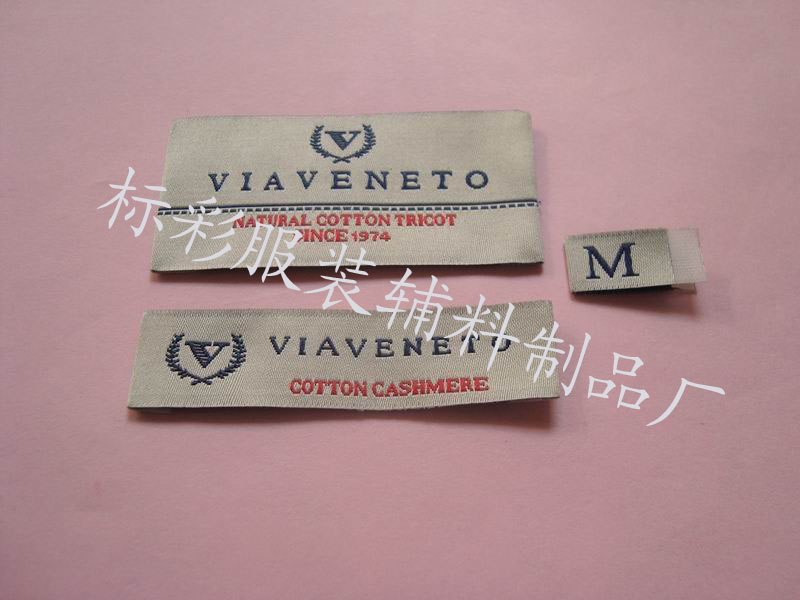 V
VIAVENETO
NATURAL COTTON TRICOT
SINCE 1974
M
V VIAVENETO
COTTON CASHMERE
标彩服装辅料制品厂